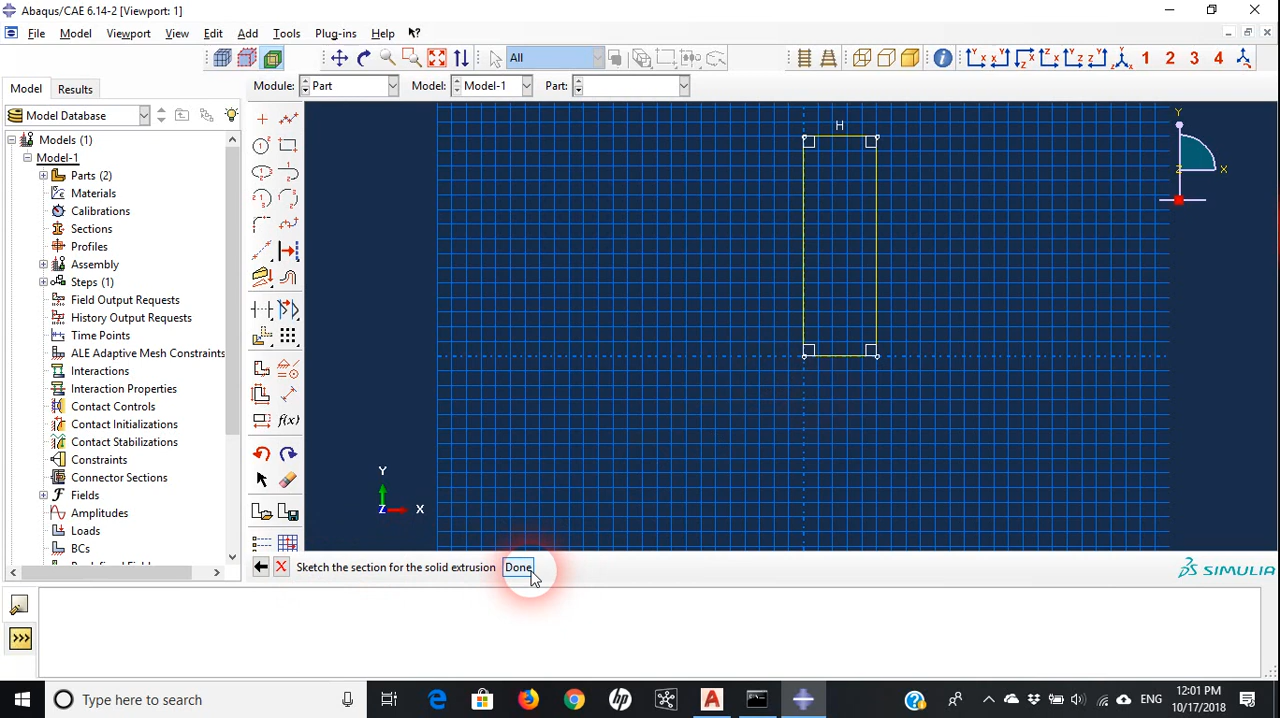 Abaqus/CAE 6.14-2 [Viewport: 1]
File Model Viewport View Edit Add Tools Plug-ins Help
All
1 2 3 4
Model Results
Module: Part Model: Model-1 Part:
Model Database
Models (1)
Model-1
Parts (2)
Materials
Calibrations
Sections
Profiles
Assembly
Steps (1)
Field Output Requests
History Output Requests
Time Points
ALE Adaptive Mesh Constraints
Interactions
Interaction Properties
Contact Controls
Contact Initializations
Contact Stabilizations
Constraints
Connector Sections
Fields
Amplitudes
Loads
BCs
f(x)
H
Y
Z X
Y
Z X
Sketch the section for the solid extrusion Done
SIMULIA
>>>
Type here to search
ENG
12:01 PM
10/17/2018